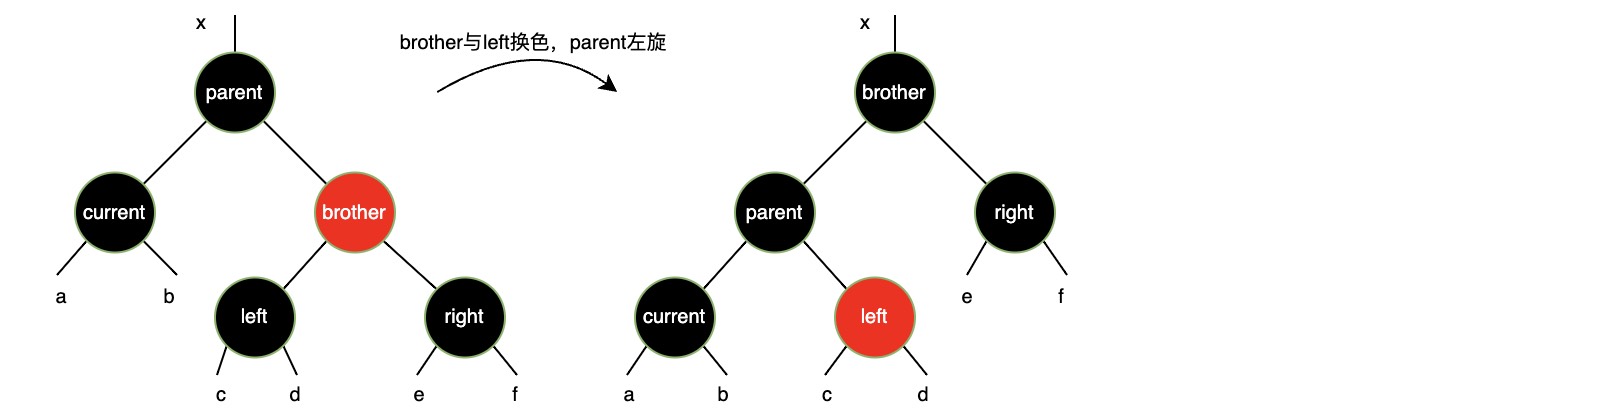 x
brother与left换色，parent左旋
x
parent
brother
current
brother
parent
right
a
b
e
f
left
right
current
left
c
d
e
f
a
b
c
d